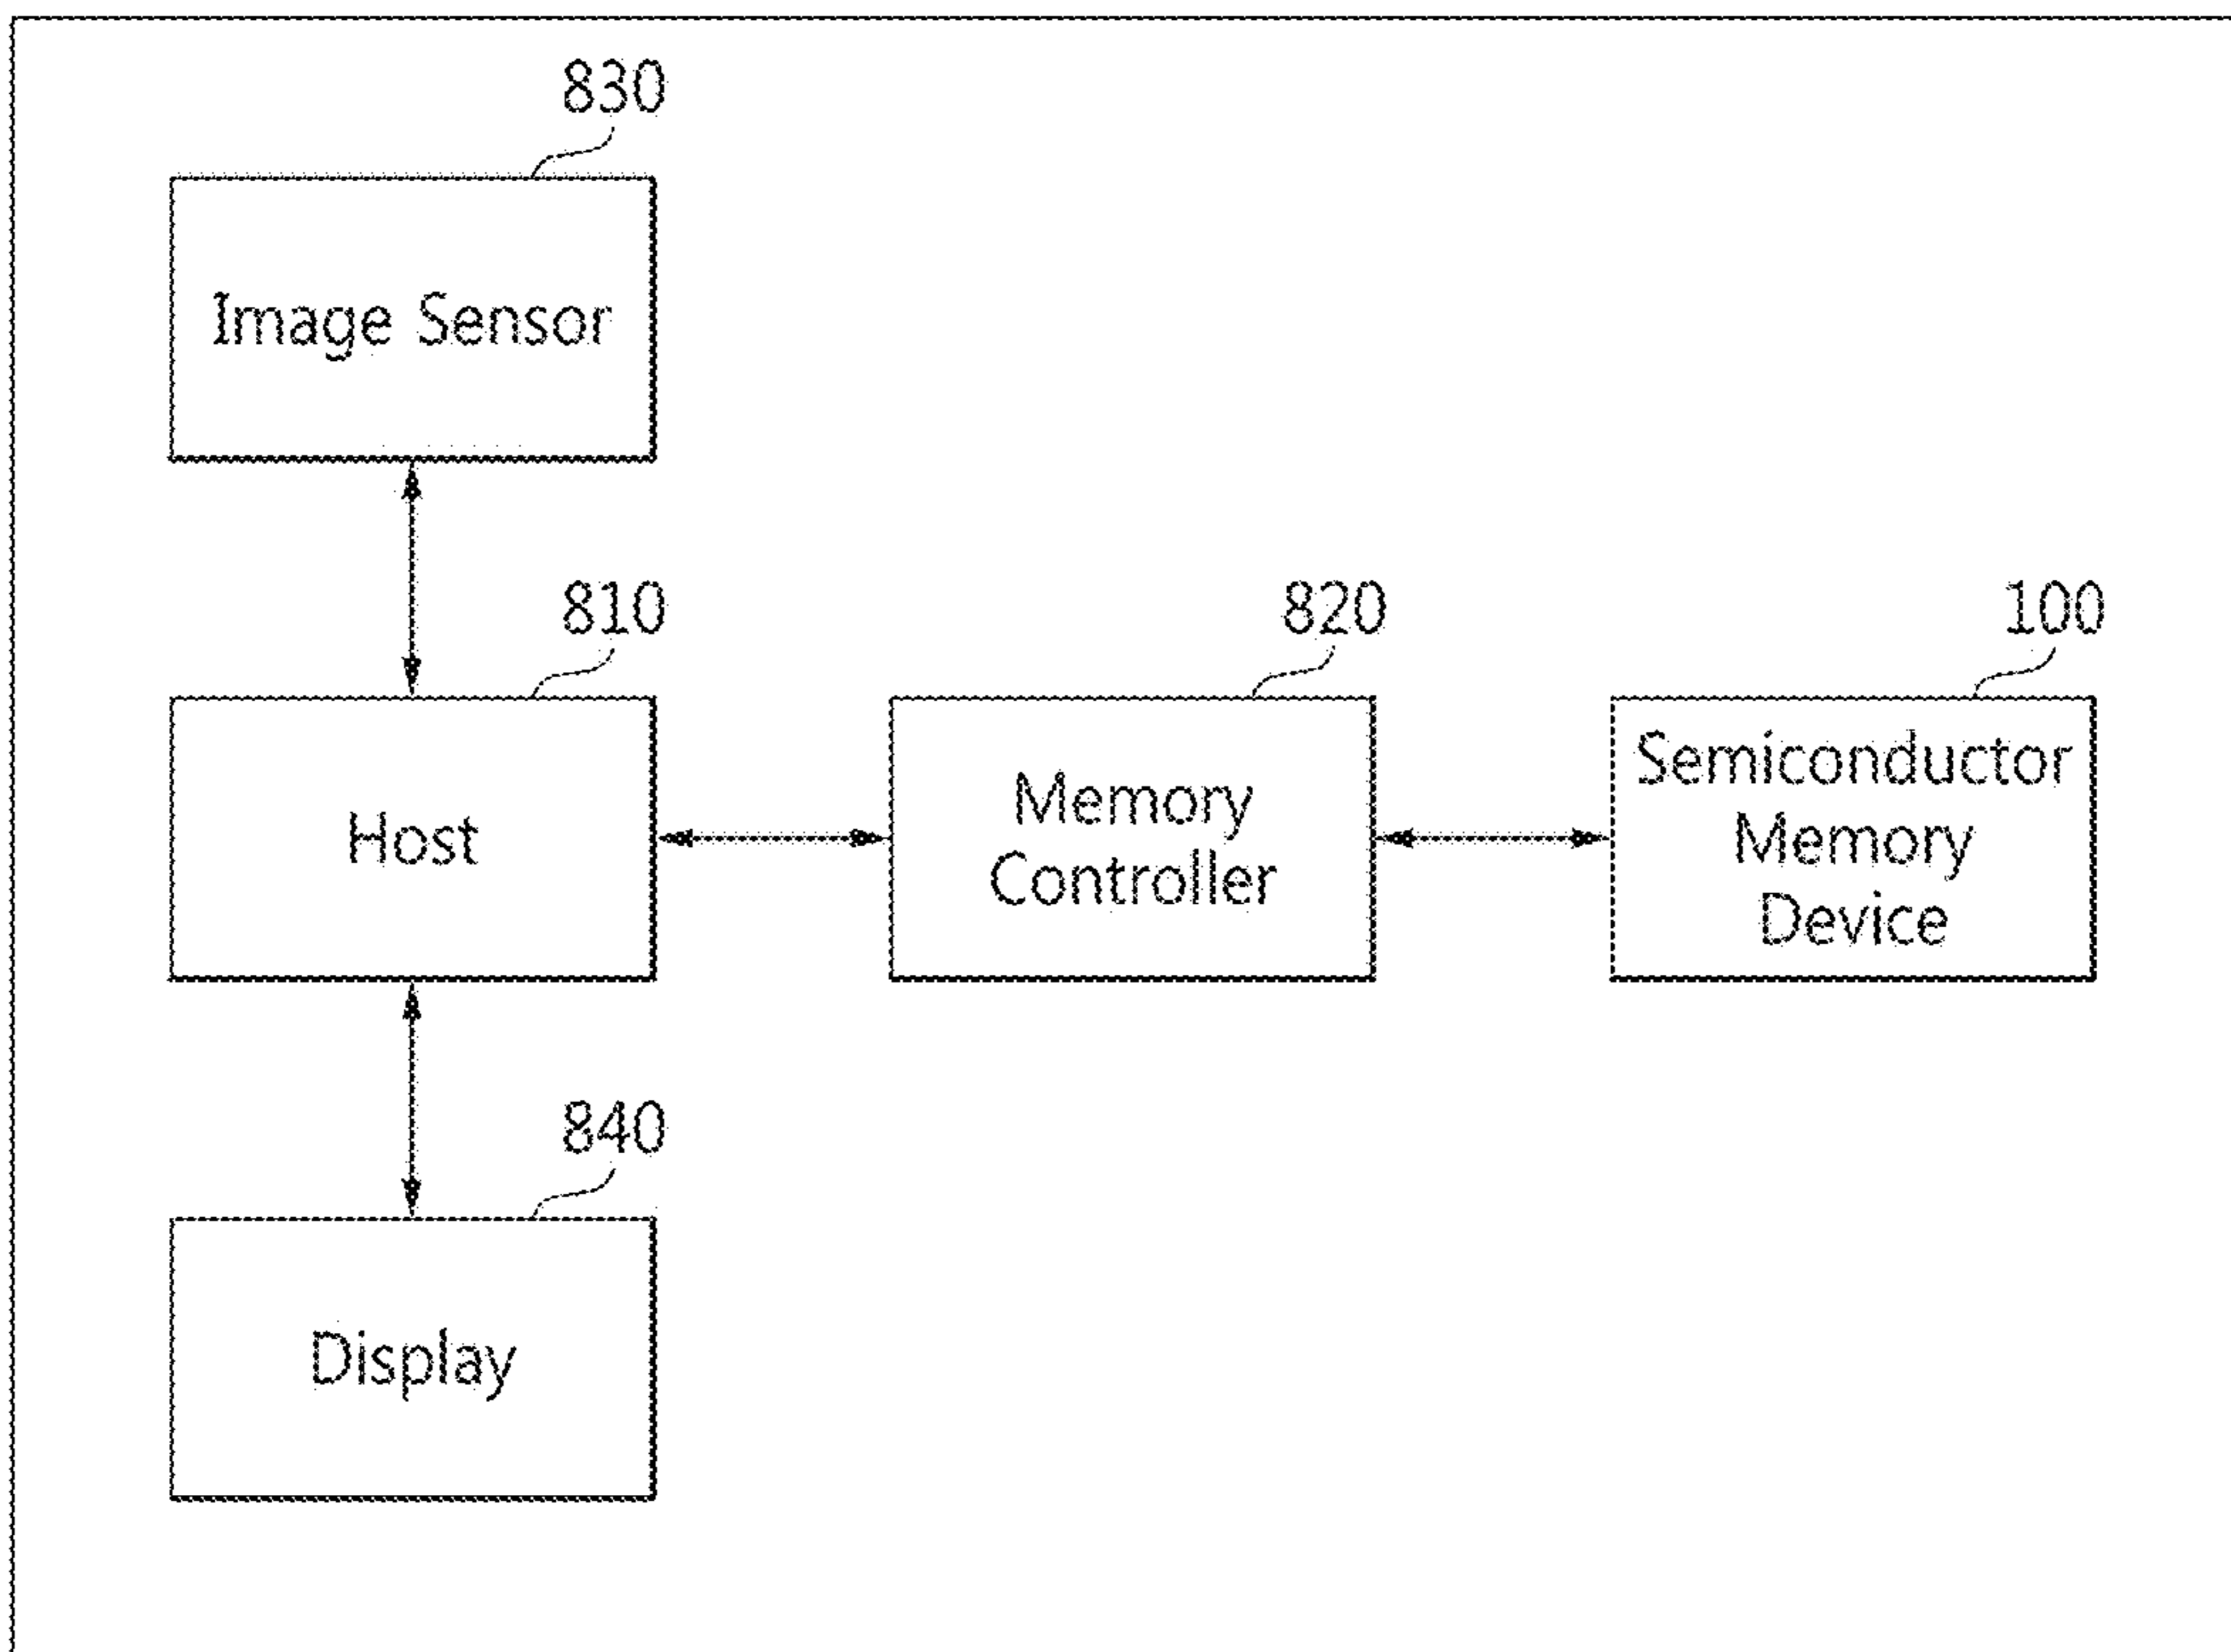 830
Image Sensor
810
Host
820
Memory
Controller
100
Semiconductor
Memory
Device
840
Display